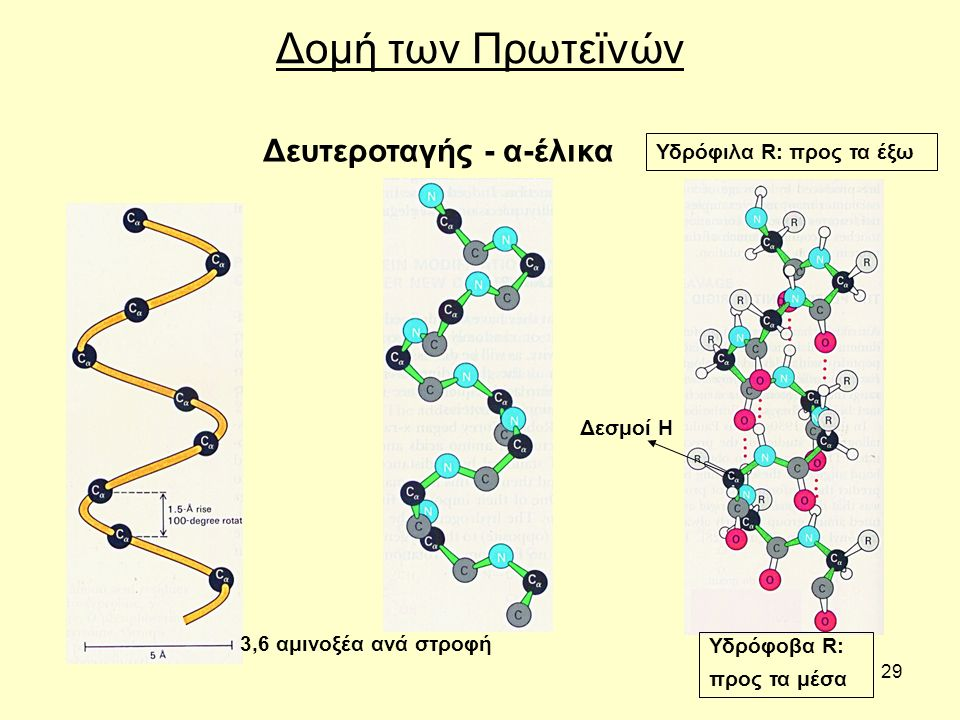 Δομή των Πρωτεϊνών
Δευτεροταγής - α-έλικα
Υδρόφιλα R: προς τα έξω
Δεσμοί Η
1.5-Å rise
100-degree rotat
5 Å
3,6 αμινοξέα ανά στροφή
Υδρόφοβα R:
προς τα μέσα
29